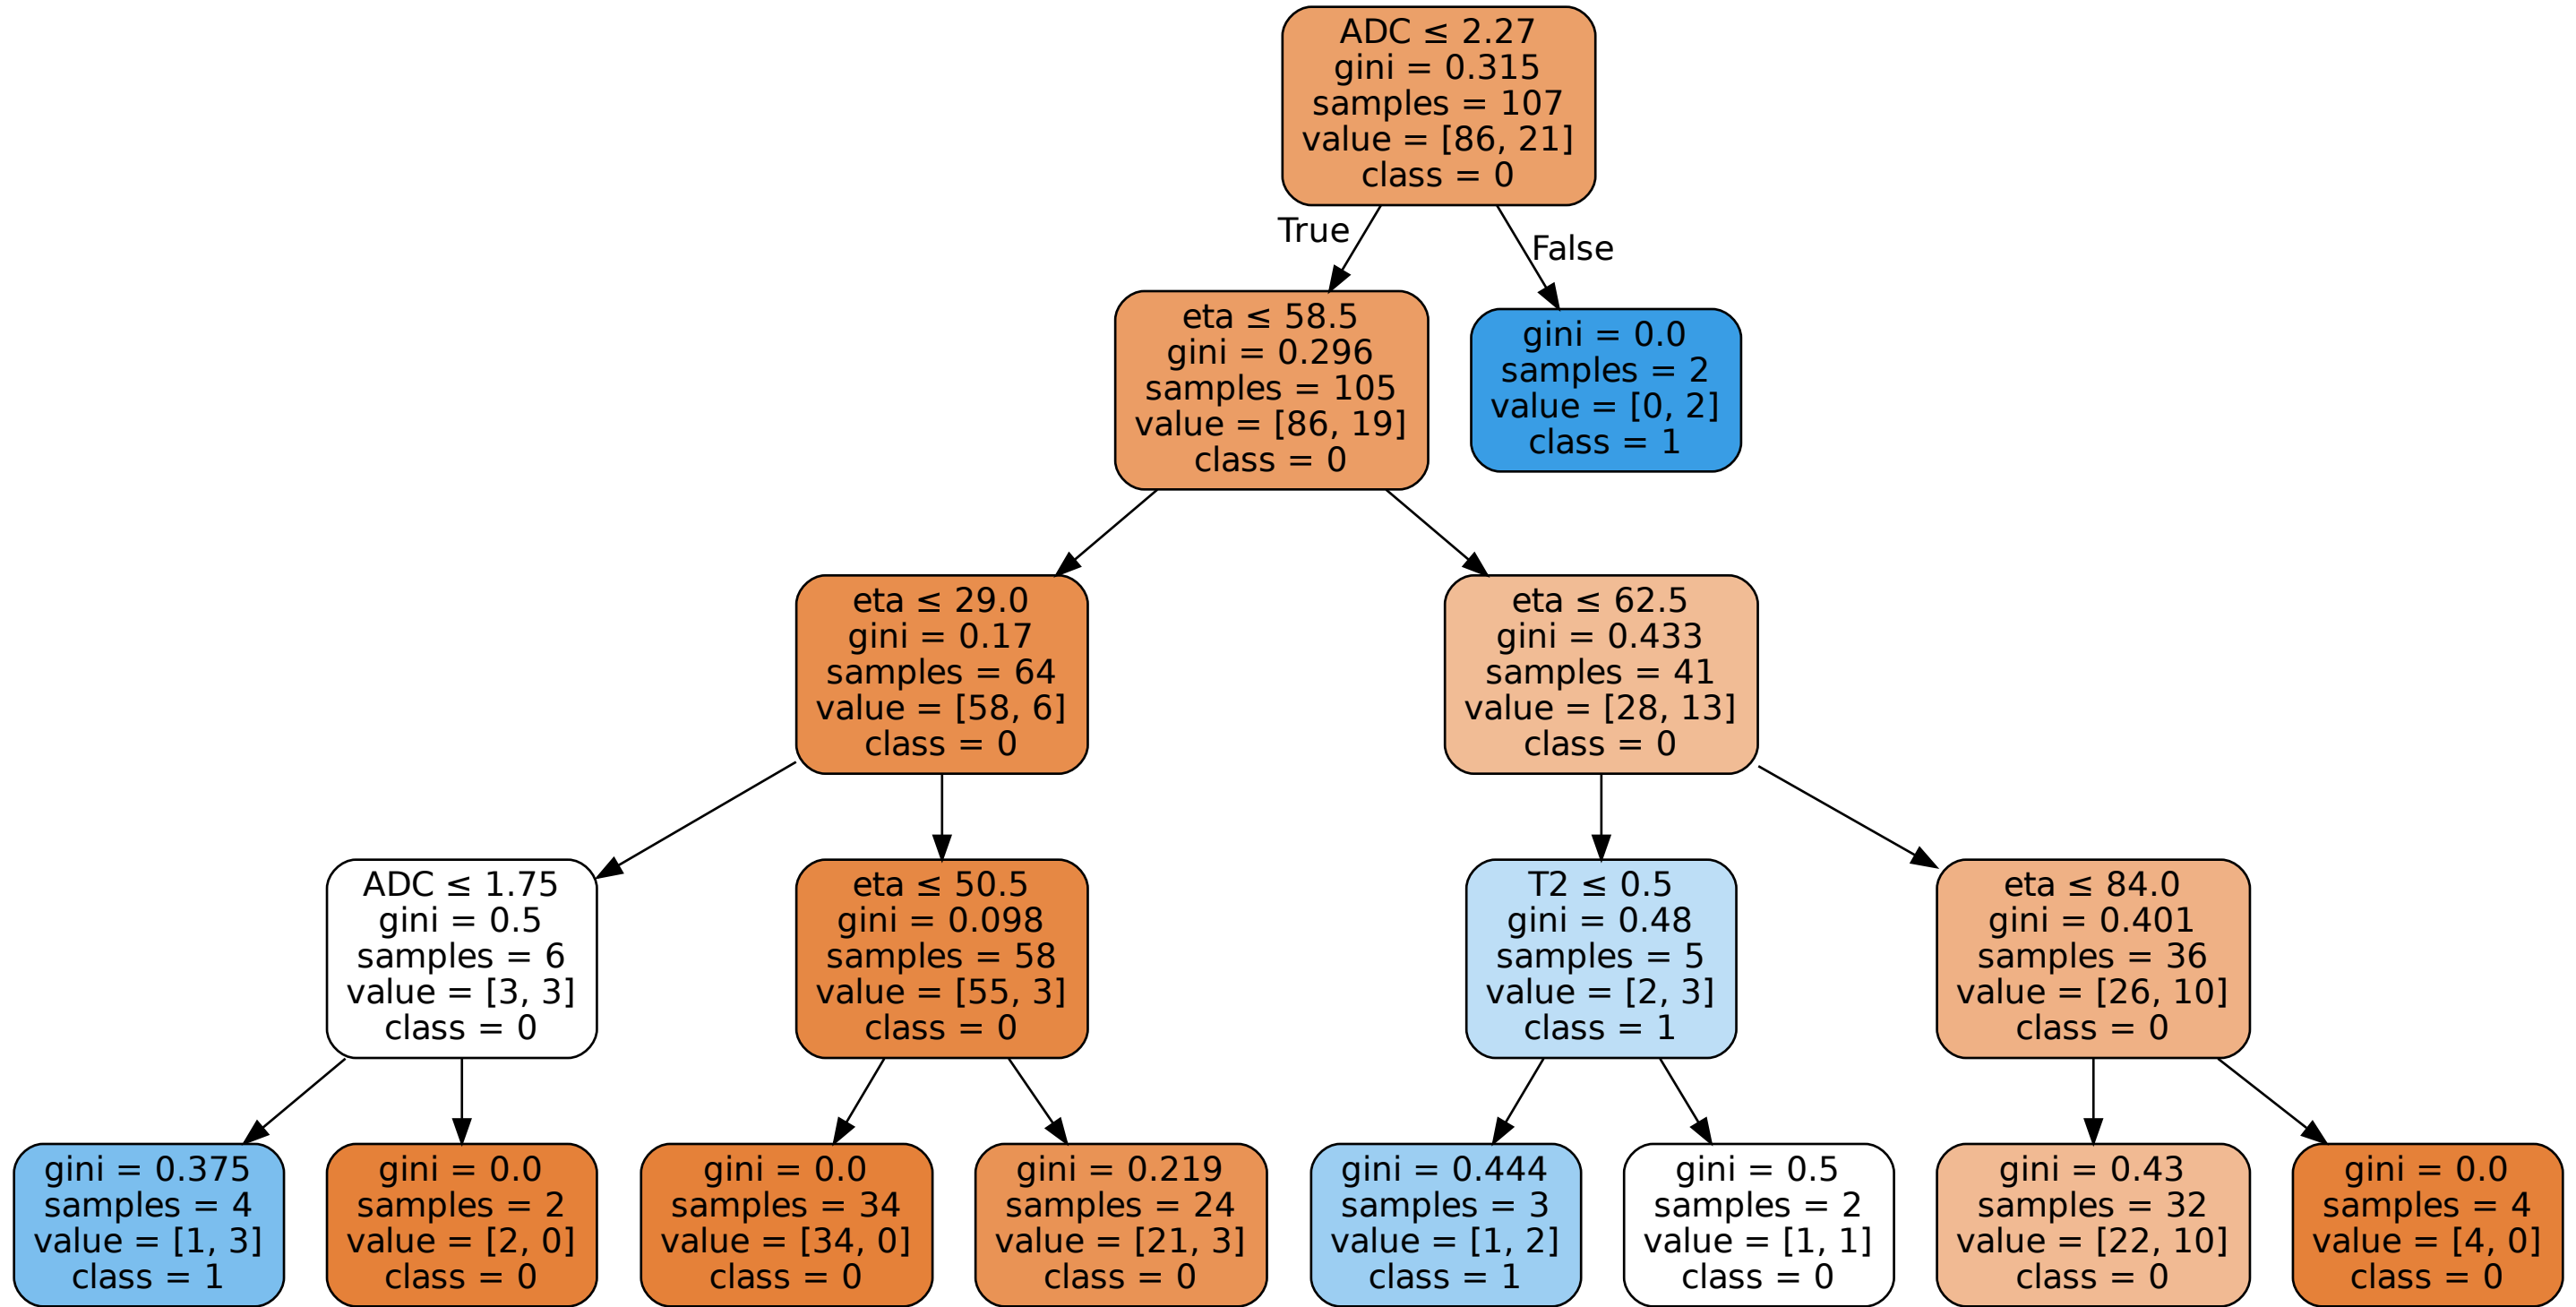 ADC ≤ 2.27
gini = 0.315
samples = 107
value = [86, 21]
class = 0
True
False
eta ≤ 58.5
gini = 0.296
samples = 105
value = [86, 19]
class = 0
gini = 0.0
samples = 2
value = [0, 2]
class = 1
eta ≤ 29.0
gini = 0.17
samples = 64
value = [58, 6]
class = 0
eta ≤ 62.5
gini = 0.433
samples = 41
value = [28, 13]
class = 0
ADC ≤ 1.75
gini = 0.5
samples = 6
value = [3, 3]
class = 0
eta ≤ 50.5
gini = 0.098
samples = 58
value = [55, 3]
class = 0
T2 ≤ 0.5
gini = 0.48
samples = 5
value = [2, 3]
class = 1
eta ≤ 84.0
gini = 0.401
samples = 36
value = [26, 10]
class = 0
gini = 0.375
samples = 4
value = [1, 3]
class = 1
gini = 0.0
samples = 2
value = [2, 0]
class = 0
gini = 0.0
samples = 34
value = [34, 0]
class = 0
gini = 0.219
samples = 24
value = [21, 3]
class = 0
gini = 0.444
samples = 3
value = [1, 2]
class = 1
gini = 0.5
samples = 2
value = [1, 1]
class = 0
gini = 0.43
samples = 32
value = [22, 10]
class = 0
gini = 0.0
samples = 4
value = [4, 0]
class = 0